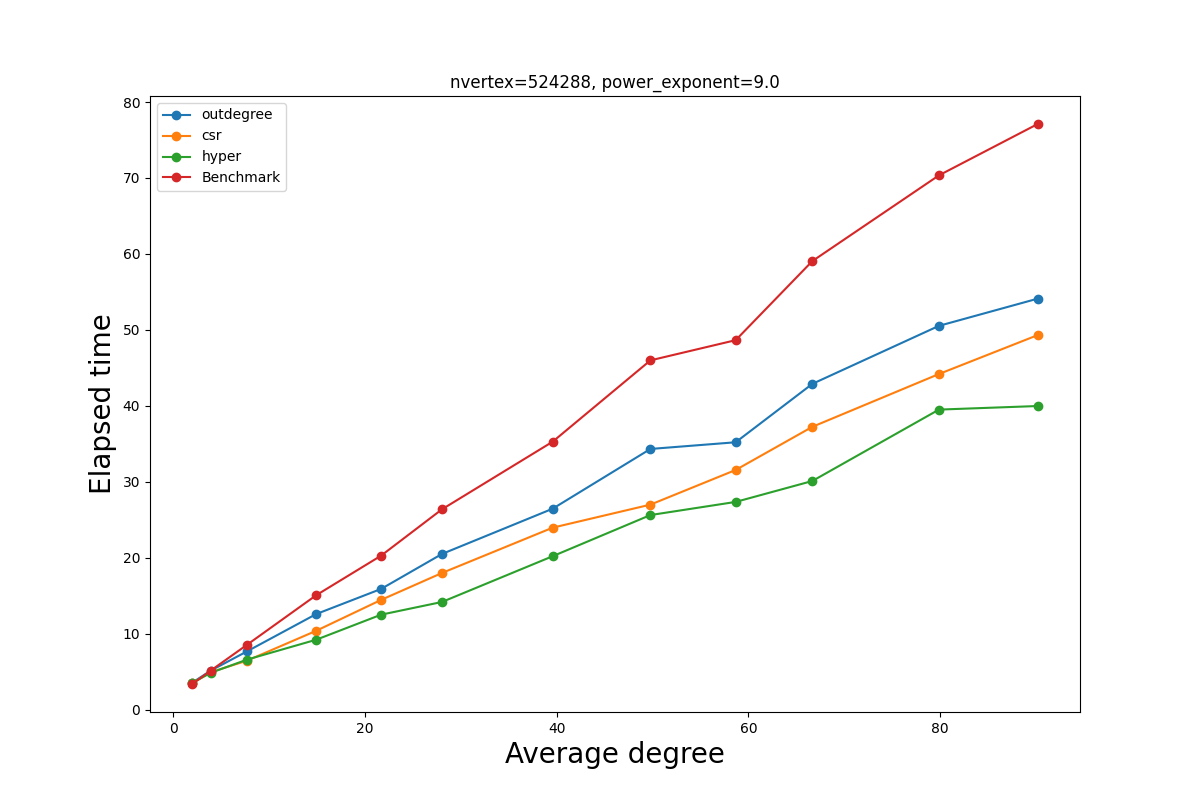 nvertex=524288, power_exponent=9.0
outdegree
csr
hyper
Benchmark
80
70
60
50
40
30
20
10
0
Elapsed time
0 20 40 60 80
Average degree